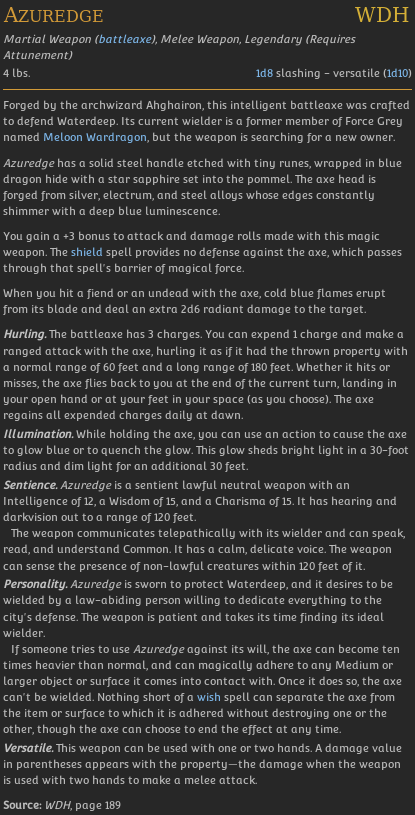 AZUREDGE WDH
Martial Weapon (battleaxe), Melee Weapon, Legendary (Requires
Attunement)
4 lbs. 1d8 slashing - versatile (1d10)
Forged by the archwizard Ahghairon, this intelligent battleaxe was crafted
to defend Waterdeep. Its current wielder is a former member of Force Grey
named Meloon Wardragon, but the weapon is searching for a new owner.
Azuredge has a solid steel handle etched with tiny runes, wrapped in blue
dragon hide with a star sapphire set into the pommel. The axe head is
forged from silver, electrum, and steel alloys whose edges constantly
shimmer with a deep blue luminescence.
You gain a +3 bonus to attack and damage rolls made with this magic
weapon. The shield spell provides no defense against the axe, which passes
through that spell's barrier of magical force.
When you hit a fiend or an undead with the axe, cold blue flames erupt
from its blade and deal an extra 2d6 radiant damage to the target.
Hurling. The battleaxe has 3 charges. You can expend 1 charge and make a
ranged attack with the axe, hurling it as if it had the thrown property with
a normal range of 60 feet and a long range of 180 feet. Whether it hits or
misses, the axe flies back to you at the end of the current turn, landing in
your open hand or at your feet in your space (as you choose). The axe
regains all expended charges daily at dawn.
Illumination. While holding the axe, you can use an action to cause the axe
to glow blue or to quench the glow. This glow sheds bright light in a 30-foot
radius and dim light for an additional 30 feet.
Sentience. Azuredge is a sentient lawful neutral weapon with an
Intelligence of 12, a Wisdom of 15, and a Charisma of 15. It has hearing and
darkvision out to a range of 120 feet.
The weapon communicates telepathically with its wielder and can speak,
read, and understand Common. It has a calm, delicate voice. The weapon
can sense the presence of non-lawful creatures within 120 feet of it.
Personality. Azuredge is sworn to protect Waterdeep, and it desires to be
wielded by a law-abiding person willing to dedicate everything to the
city's defense. The weapon is patient and takes its time finding its ideal
wielder.
If someone tries to use Azuredge against its will, the axe can become ten
times heavier than normal, and can magically adhere to any Medium or
larger object or surface it comes into contact with. Once it does so, the axe
can't be wielded. Nothing short of a wish spell can separate the axe from
the item or surface to which it is adhered without destroying one or the
other, though the axe can choose to end the effect at any time.
Versatile. This weapon can be used with one or two hands. A damage value
in parentheses appears with the property—the damage when the weapon
is used with two hands to make a melee attack.
Source: WDH, page 189